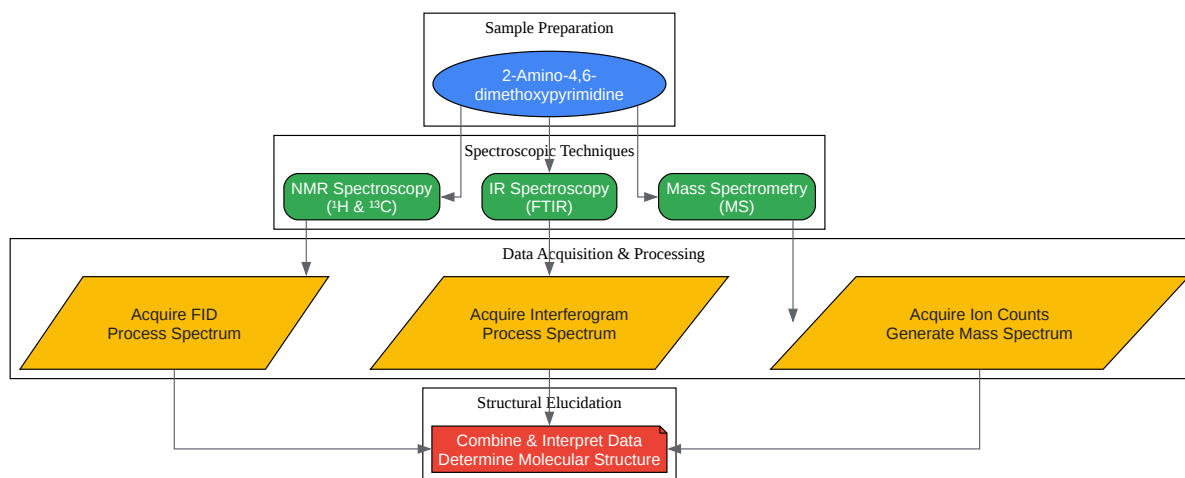 Sample Preparation
2-Amino-4,6-
dimethoxypyrimidine
Spectroscopic Techniques
NMR Spectroscopy
(¹H & ¹³C)
IR Spectroscopy
(FTIR)
Mass Spectrometry
(MS)
Data Acquisition & Processing
Acquire FID
Process Spectrum
Acquire Interferogram
Process Spectrum
Acquire Ion Counts
Generate Mass Spectrum
Structural Elucidation
Combine & Interpret Data
Determine Molecular Structure